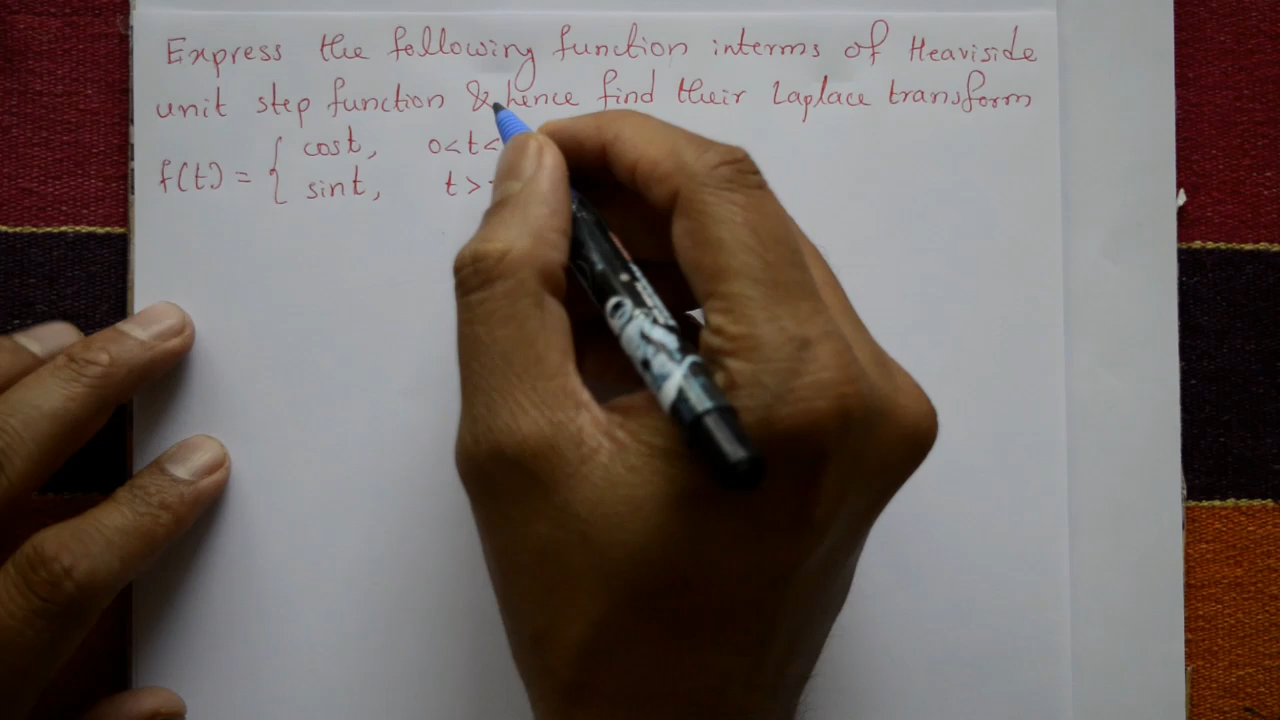 Express the following function interms of Heaviside
unit step function & hence find their Laplace transform
f(t) = { cost, 0<t<
sint, t>